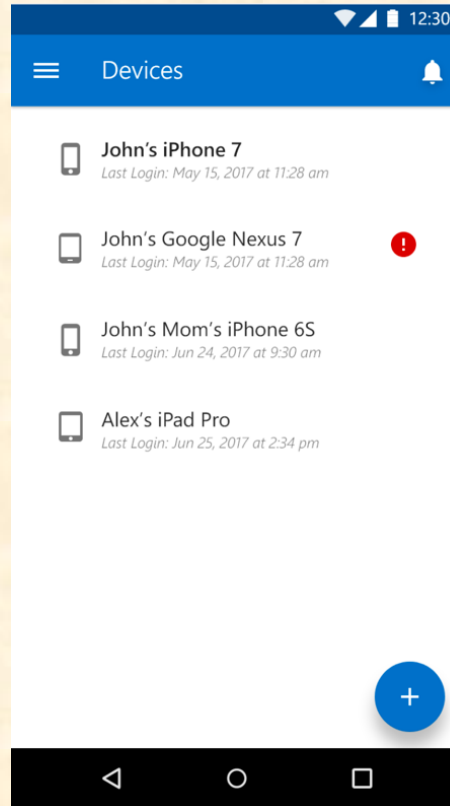 12:30
Devices
John’s iPhone 7
Last Login: May 15, 2017 at 11:28 am
John’s Google Nexus 7
Last Login: May 15, 2017 at 11:28 am
John’s Mom’s iPhone 6S
Last Login: Jun 24, 2017 at 9:30 am
Alex’s iPad Pro
Last Login: Jun 25, 2017 at 2:34 pm